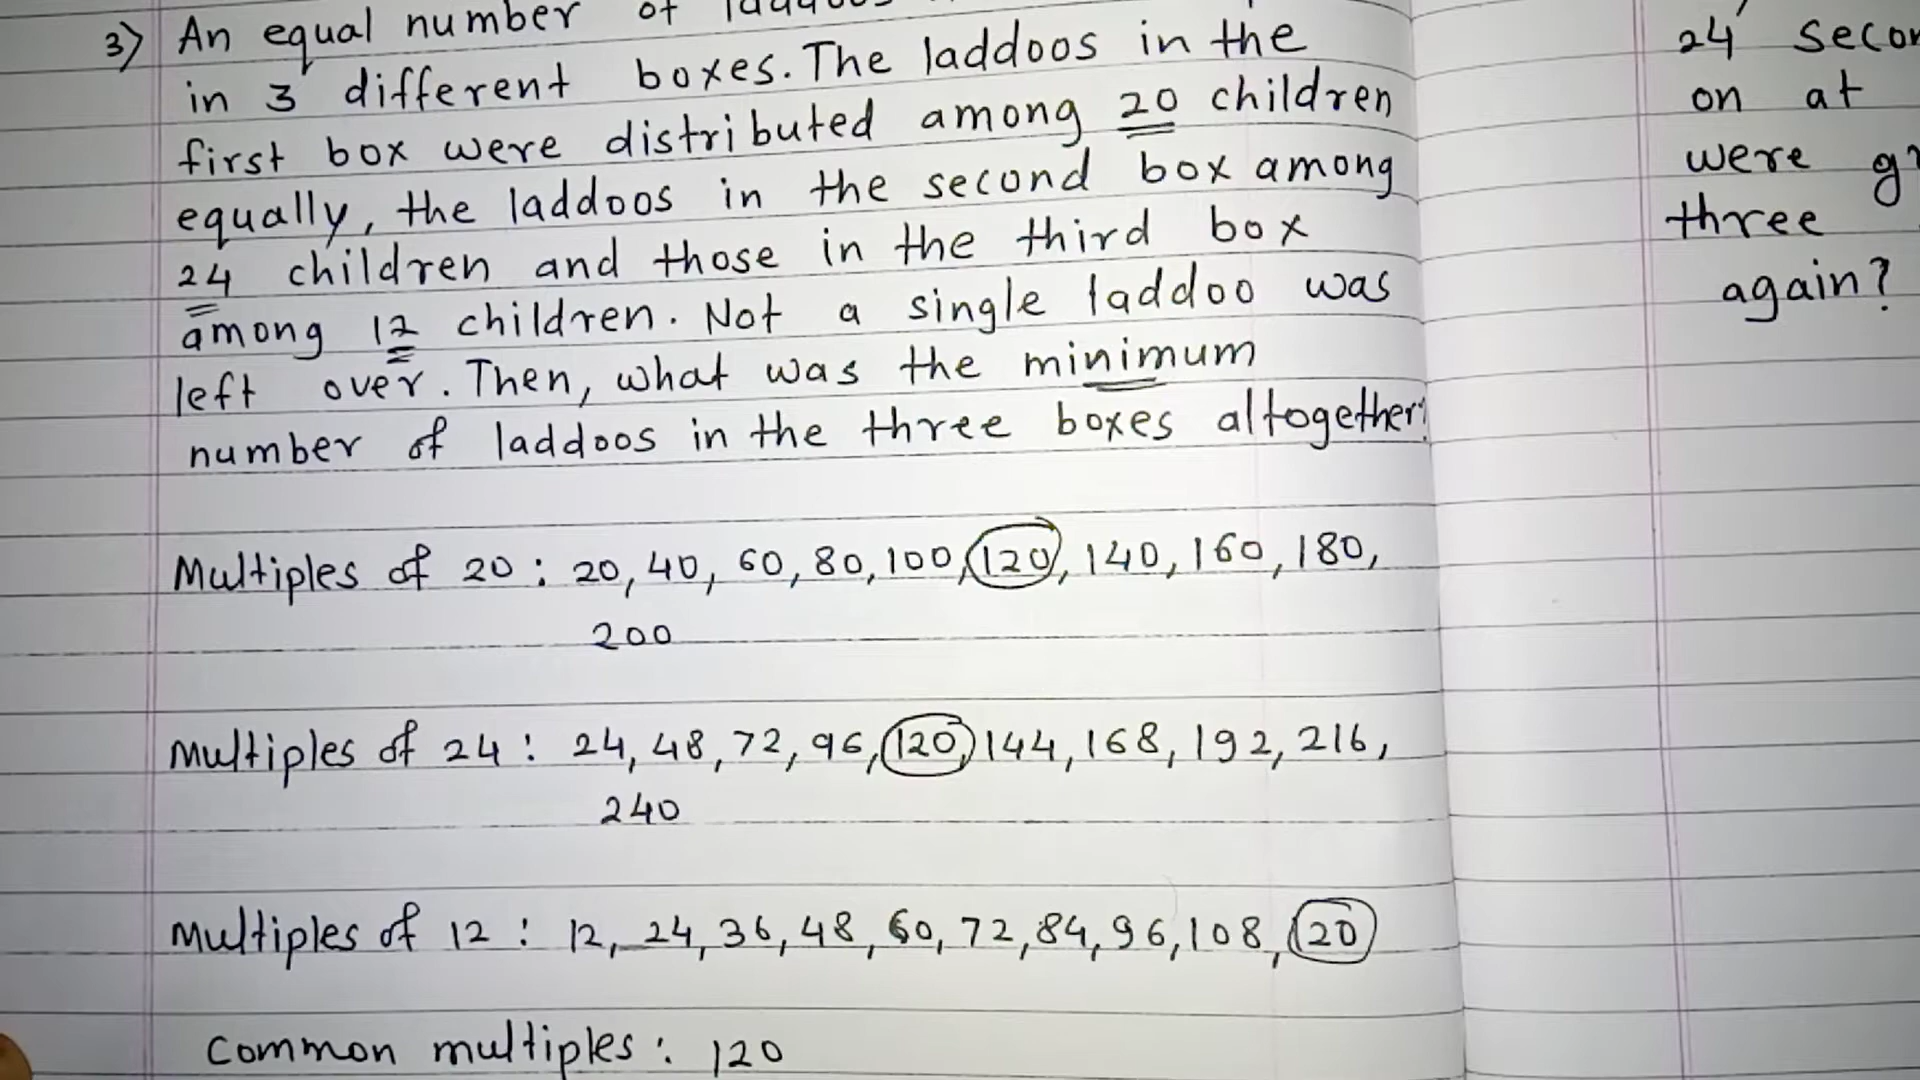 3) An equal number of laddoos
in 3 different boxes. The laddoos in the
first box were distributed among 20 children
equally, the laddoos in the second box among
24 children and those in the third box
among 12 children. Not a single laddoo was
left over. Then, what was the minimum
number of laddoos in the three boxes altogether?
Multiples of 20 : 20, 40, 60, 80, 100, 120, 140, 160, 180,
200
Multiples of 24 : 24, 48, 72, 96, 120, 144, 168, 192, 216,
240
Multiples of 12 : 12, 24, 36, 48, 60, 72, 84, 96, 108, 120
Common multiples : 120
24 secon
on at
were g
three
again?